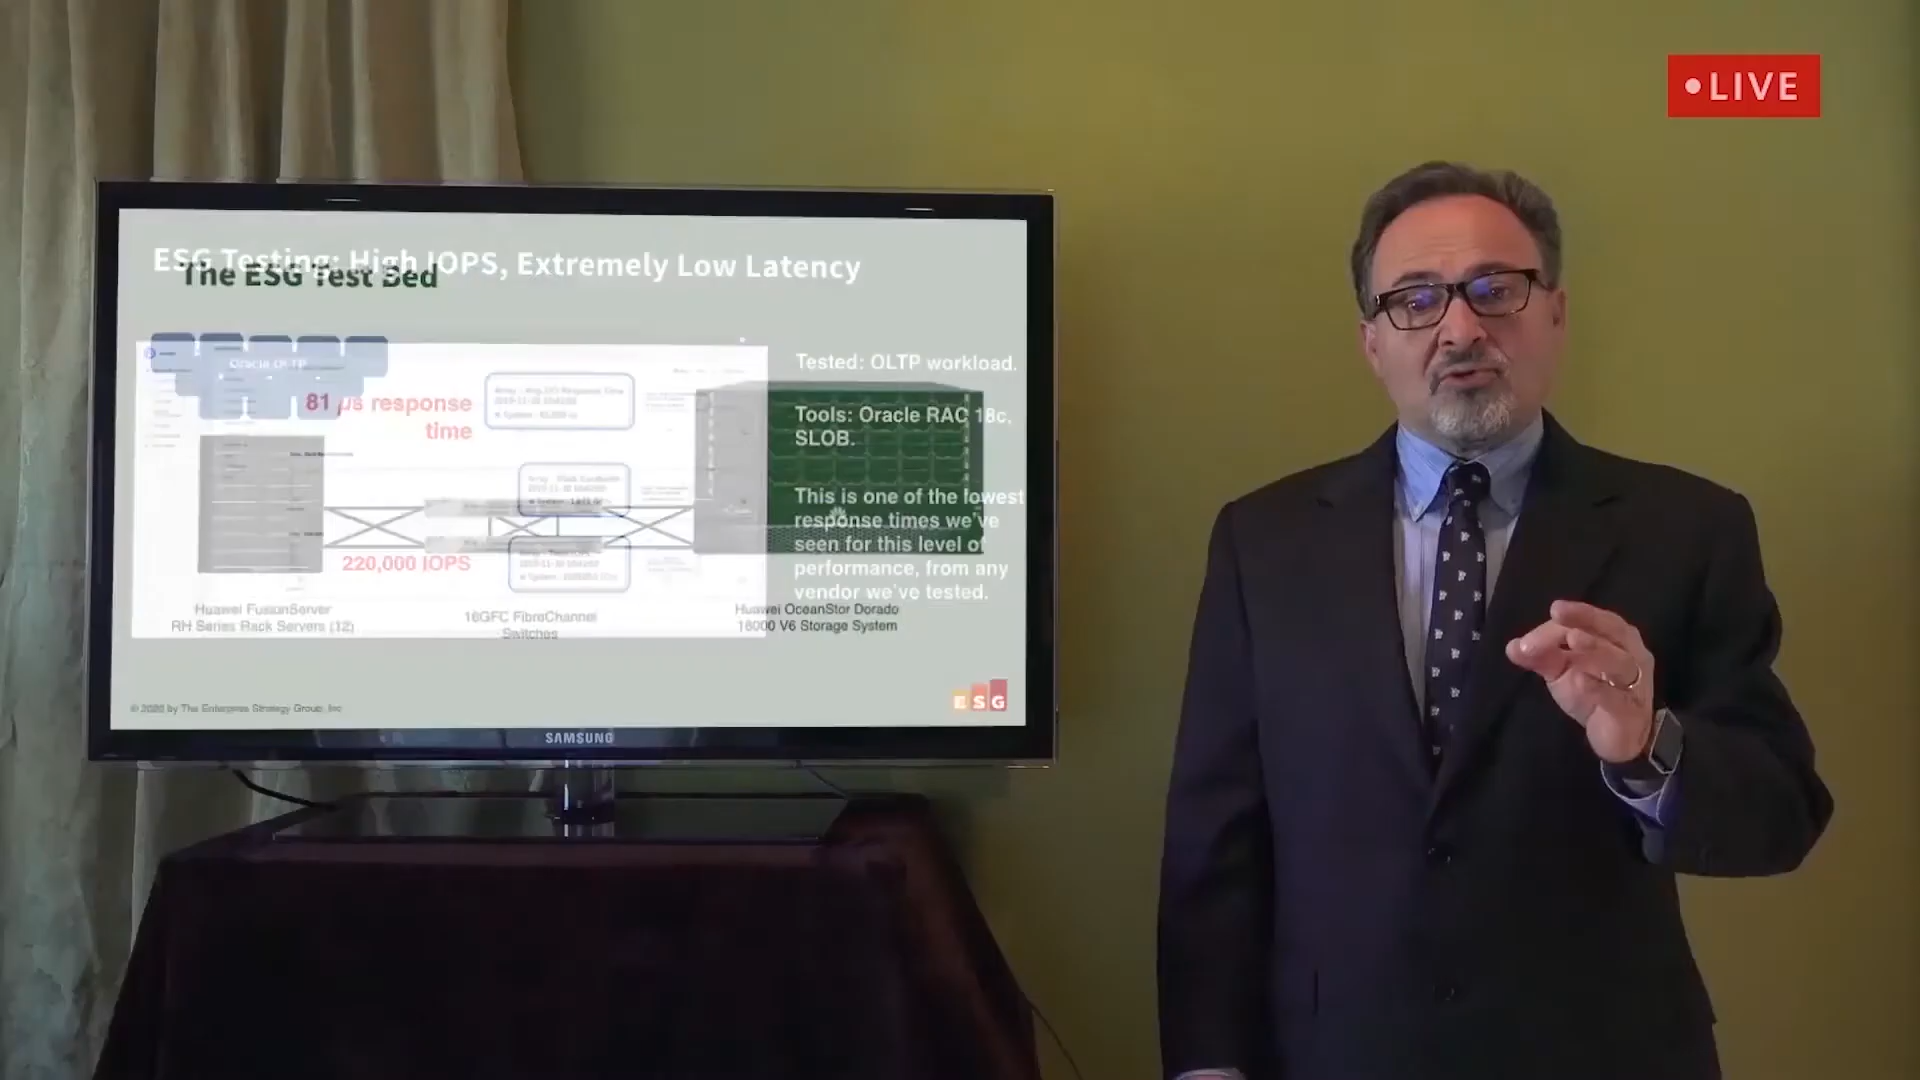 LIVE
ESG Testing: High IOPS, Extremely Low Latency
The ESG Test Bed
Oracle OLTP
81 µs response
time
220,000 IOPS
Tested: OLTP workload.
Tools: Oracle RAC 18c,
SLOB.
This is one of the lowest
response times we've
seen for this level of
performance, from any
vendor we've tested.
Huawei FusionServer
RH Series Rack Servers (12)
16GFC FibreChannel
Switches
Huawei OceanStor Dorado
18000 V6 Storage System
© 2020 by The Enterprise Strategy Group, Inc
ESG
SAMSUNG